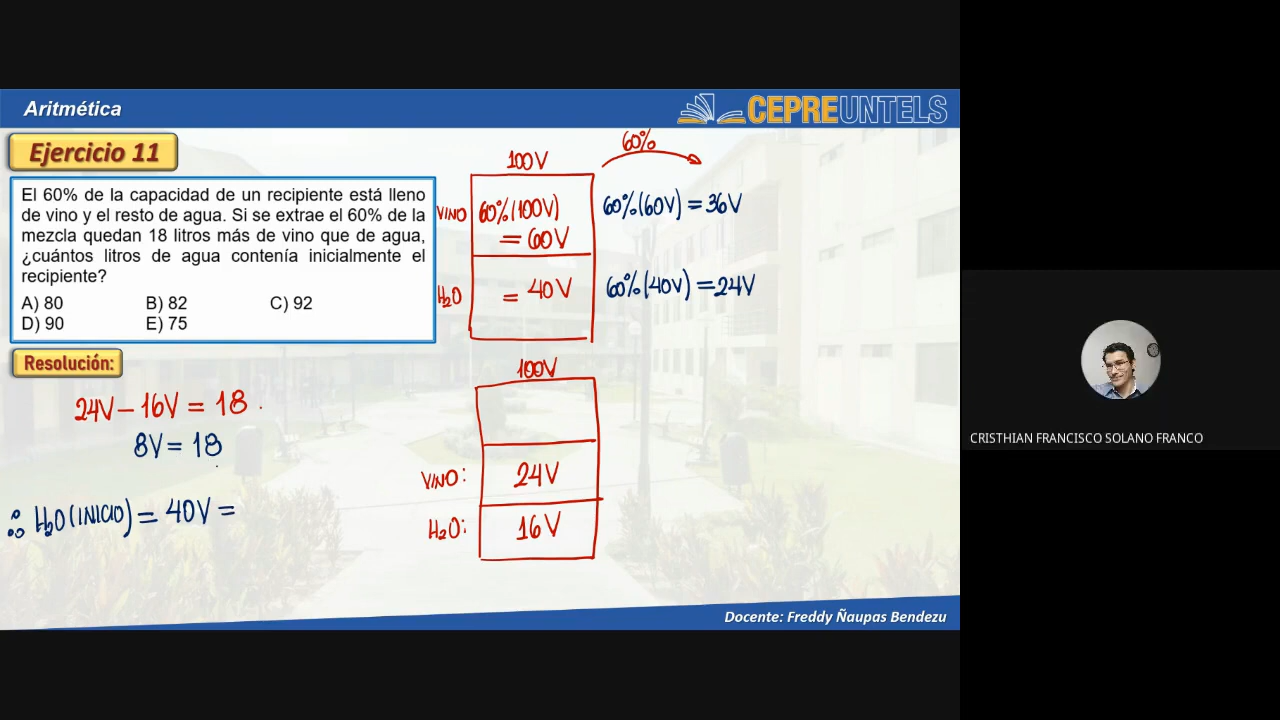 Aritmética
CEPREUNTELS
Ejercicio 11
El 60% de la capacidad de un recipiente está lleno
de vino y el resto de agua. Si se extrae el 60% de la
mezcla quedan 18 litros más de vino que de agua,
¿cuántos litros de agua contenía inicialmente el
recipiente?
A) 80 B) 82 C) 92
D) 90 E) 75
Resolución:
24V - 16V = 18
8V = 18
∴ H₂O (INICIO) = 40V =
100V
60%
VINO 60% (100V)
= 60V
60% (60V) = 36V
H₂O = 40V
60% (40V) = 24V
100V
VINO: 24V
H₂O: 16V
Docente: Freddy Ñaupas Bendezu
CRISTHIAN FRANCISCO SOLANO FRANCO